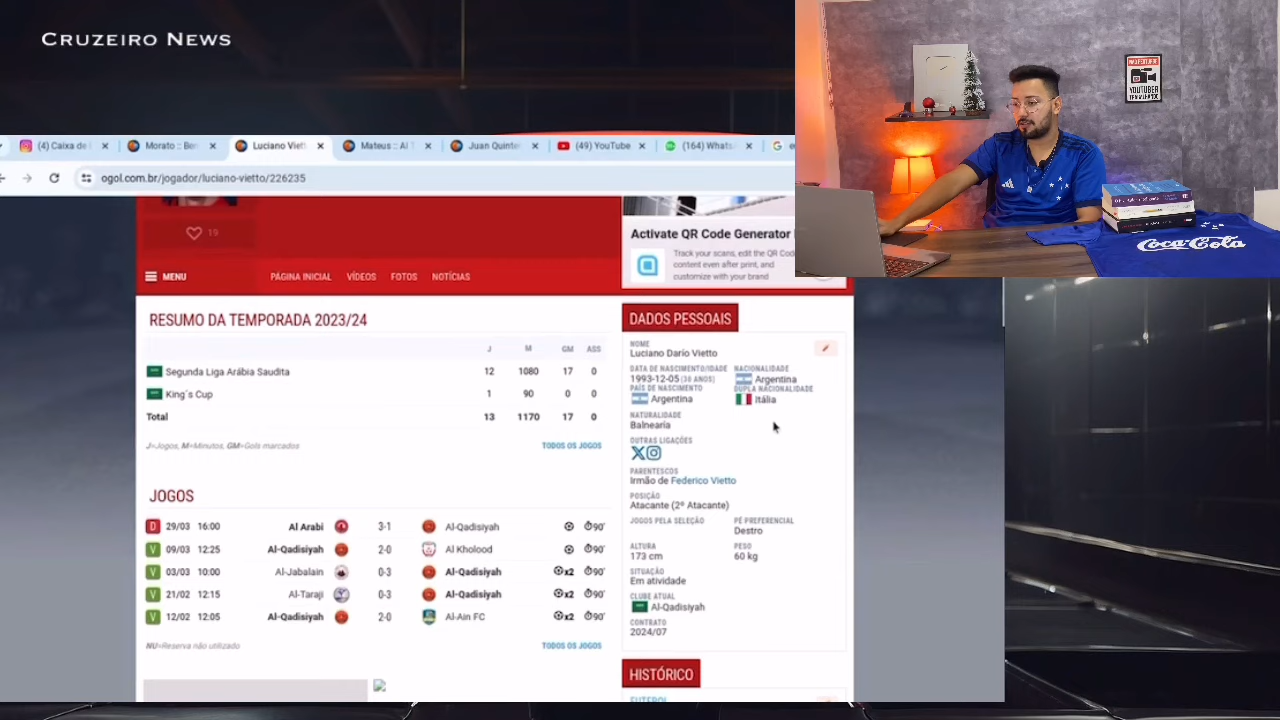 CRUZEIRO NEWS
NÃO PERTURBE
YOUTUBER
TRABALHANDO
Coca-Cola
(4) Caixa de
Morato :: Ben
Luciano Viett
Mateus :: Al T
Juan Quinte
(49) YouTube
(164) Whats
ogol.com.br/jogador/luciano-vietto/226235
19
MENU
PÁGINA INICIAL VÍDEOS FOTOS NOTÍCIAS
Activate QR Code Generator
Track your scans, edit the QR Cod
content even after print, and
customize with your brand
RESUMO DA TEMPORADA 2023/24
J M GM ASS
Segunda Liga Arábia Saudita 12 1080 17 0
King´s Cup 1 90 0 0
Total 13 1170 17 0
J=Jogos, M=Minutos, GM=Gols marcados TODOS OS JOGOS
JOGOS
D 29/03 16:00 Al Arabi 3-1 Al-Qadisiyah 90'
V 09/03 12:25 Al-Qadisiyah 2-0 Al Kholood 90'
V 03/03 10:00 Al-Jabalain 0-3 Al-Qadisiyah x2 90'
V 21/02 12:15 Al-Taraji 0-3 Al-Qadisiyah x2 90'
V 12/02 12:05 Al-Qadisiyah 2-0 Al-Ain FC x2 90'
NU=Reserva não utilizado TODOS OS JOGOS
DADOS PESSOAIS
NOME
Luciano Darío Vietto
DATA DE NASCIMENTO/IDADE NACIONALIDADE
1993-12-05 (30 ANOS) Argentina
PAÍS DE NASCIMENTO DUPLA NACIONALIDADE
Argentina Itália
NATURALIDADE
Balnearia
OUTRAS LIGAÇÕES
PARENTESCOS
Irmão de Federico Vietto
POSIÇÃO
Atacante (2º Atacante)
JOGOS PELA SELEÇÃO PÉ PREFERENCIAL
Destro
ALTURA PESO
173 cm 60 kg
SITUAÇÃO
Em atividade
CLUBE ATUAL
Al-Qadisiyah
CONTRATO
2024/07
HISTÓRICO
FUTEBOL